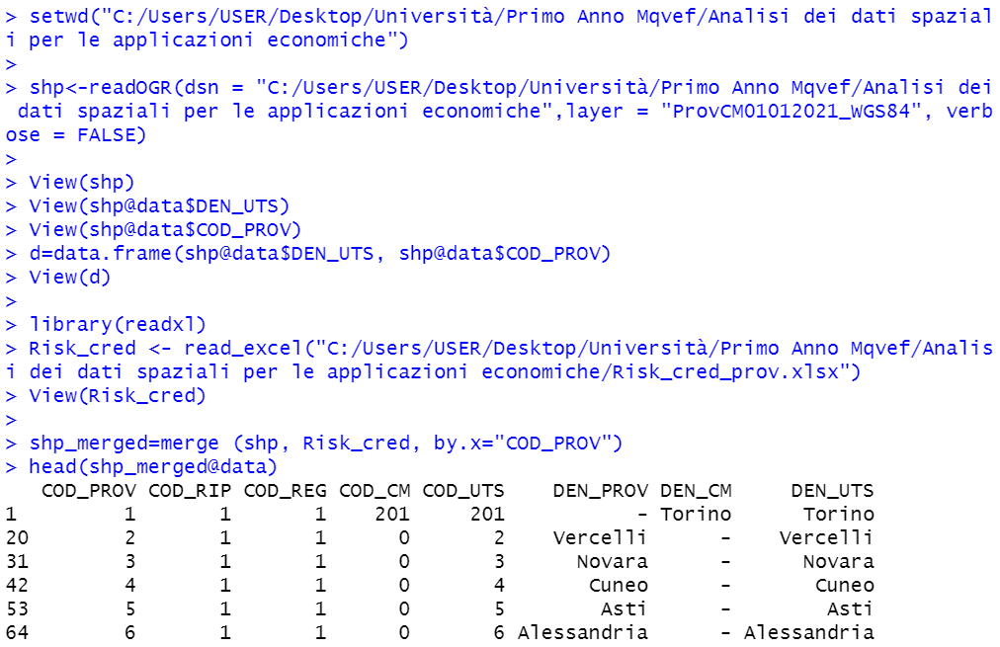 > setwd("C:/Users/USER/Desktop/Università/Primo Anno Mqvef/Analisi dei dati spazial
i per le applicazioni economiche")
>
> shp<-readOGR(dsn = "C:/Users/USER/Desktop/Università/Primo Anno Mqvef/Analisi dei
 dati spaziali per le applicazioni economiche",layer = "ProvCM01012021_WGS84", verb
ose = FALSE)
>
> View(shp)
> View(shp@data$DEN_UTS)
> View(shp@data$COD_PROV)
> d=data.frame(shp@data$DEN_UTS, shp@data$COD_PROV)
> View(d)
>
> library(readxl)
> Risk_cred <- read_excel("C:/Users/USER/Desktop/Università/Primo Anno Mqvef/Analis
i dei dati spaziali per le applicazioni economiche/Risk_cred_prov.xlsx")
> View(Risk_cred)
>
> shp_merged=merge (shp, Risk_cred, by.x="COD_PROV")
> head(shp_merged@data)
   COD_PROV COD_RIP COD_REG COD_CM COD_UTS    DEN_PROV DEN_CM     DEN_UTS
1         1       1       1    201     201           - Torino      Torino
20        2       1       1      0       2    Vercelli      -    Vercelli
31        3       1       1      0       3      Novara      -      Novara
42        4       1       1      0       4       Cuneo      -       Cuneo
53        5       1       1      0       5        Asti      -        Asti
64        6       1       1      0       6 Alessandria      - Alessandria